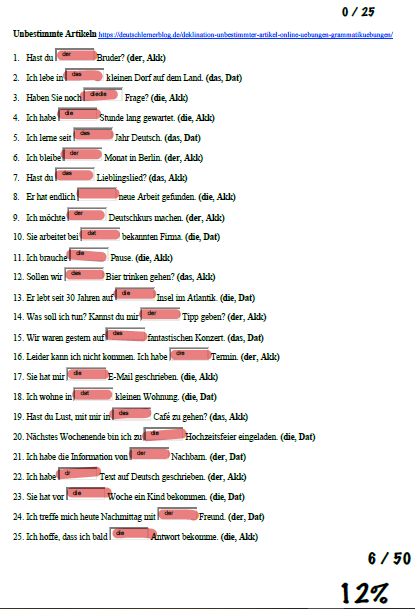 0 / 25
Unbestimmte Artikeln https://deutschlernerblog.de/deklination-unbestimmter-artikel-online-uebungen-grammatikuebungen/
1. Hast du der Bruder? (der, Akk)
2. Ich lebe in das kleinen Dorf auf dem Land. (das, Dat)
3. Haben Sie noch diedie Frage? (die, Akk)
4. Ich habe die Stunde lang gewartet. (die, Akk)
5. Ich lerne seit das Jahr Deutsch. (das, Dat)
6. Ich bleibe der Monat in Berlin. (der, Akk)
7. Hast du das Lieblingslied? (das, Akk)
8. Er hat endlich neue Arbeit gefunden. (die, Akk)
9. Ich möchte der Deutschkurs machen. (der, Akk)
10. Sie arbeitet bei dat bekannten Firma. (die, Dat)
11. Ich brauche die Pause. (die, Akk)
12. Sollen wir das Bier trinken gehen? (das, Akk)
13. Er lebt seit 30 Jahren auf die Insel im Atlantik. (die, Dat)
14. Was soll ich tun? Kannst du mir der Tipp geben? (der, Akk)
15. Wir waren gestern auf das fantastischen Konzert. (das, Dat)
16. Leider kann ich nicht kommen. Ich habe die Termin. (der, Akk)
17. Sie hat mir die E-Mail geschrieben. (die, Akk)
18. Ich wohne in dat kleinen Wohnung. (die, Dat)
19. Hast du Lust, mit mir in das Café zu gehen? (das, Akk)
20. Nächstes Wochenende bin ich zu die Hochzeitsfeier eingeladen. (die, Dat)
21. Ich habe die Information von der Nachbarn. (der, Dat)
22. Ich habe dr Text auf Deutsch geschrieben. (der, Akk)
23. Sie hat vor die Woche ein Kind bekommen. (die, Dat)
24. Ich treffe mich heute Nachmittag mit der Freund. (der, Dat)
25. Ich hoffe, dass ich bald die Antwort bekomme. (die, Akk)
6 / 50
12%